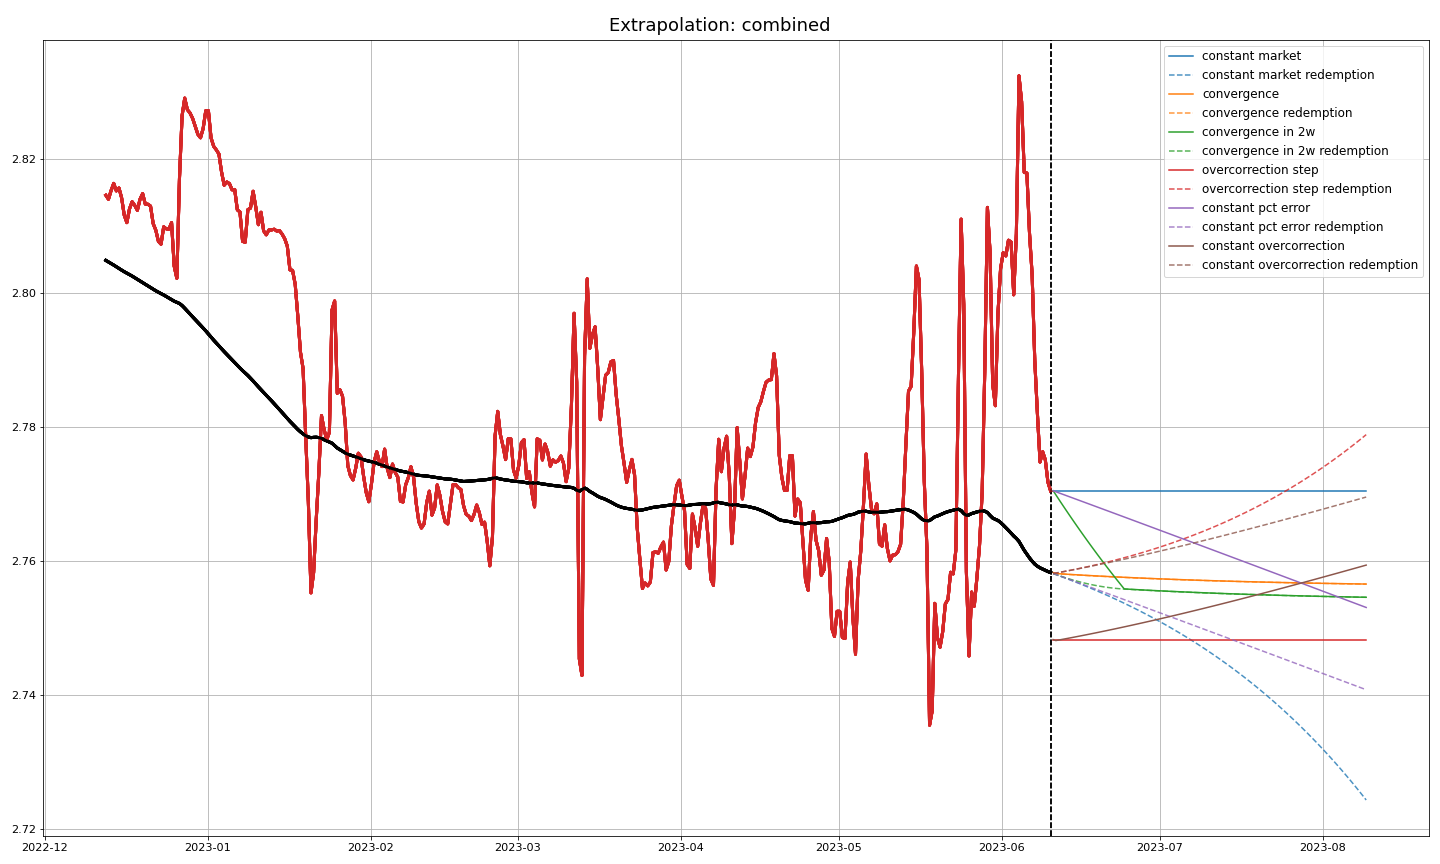 Extrapolation: combined
constant market
constant market redemption
convergence
convergence redemption
convergence in 2w
convergence in 2w redemption
overcorrection step
overcorrection step redemption
constant pct error
constant pct error redemption
constant overcorrection
constant overcorrection redemption
2.82
2.80
2.78
2.76
2.74
2.72
2022-12 2023-01 2023-02 2023-03 2023-04 2023-05 2023-06 2023-07 2023-08